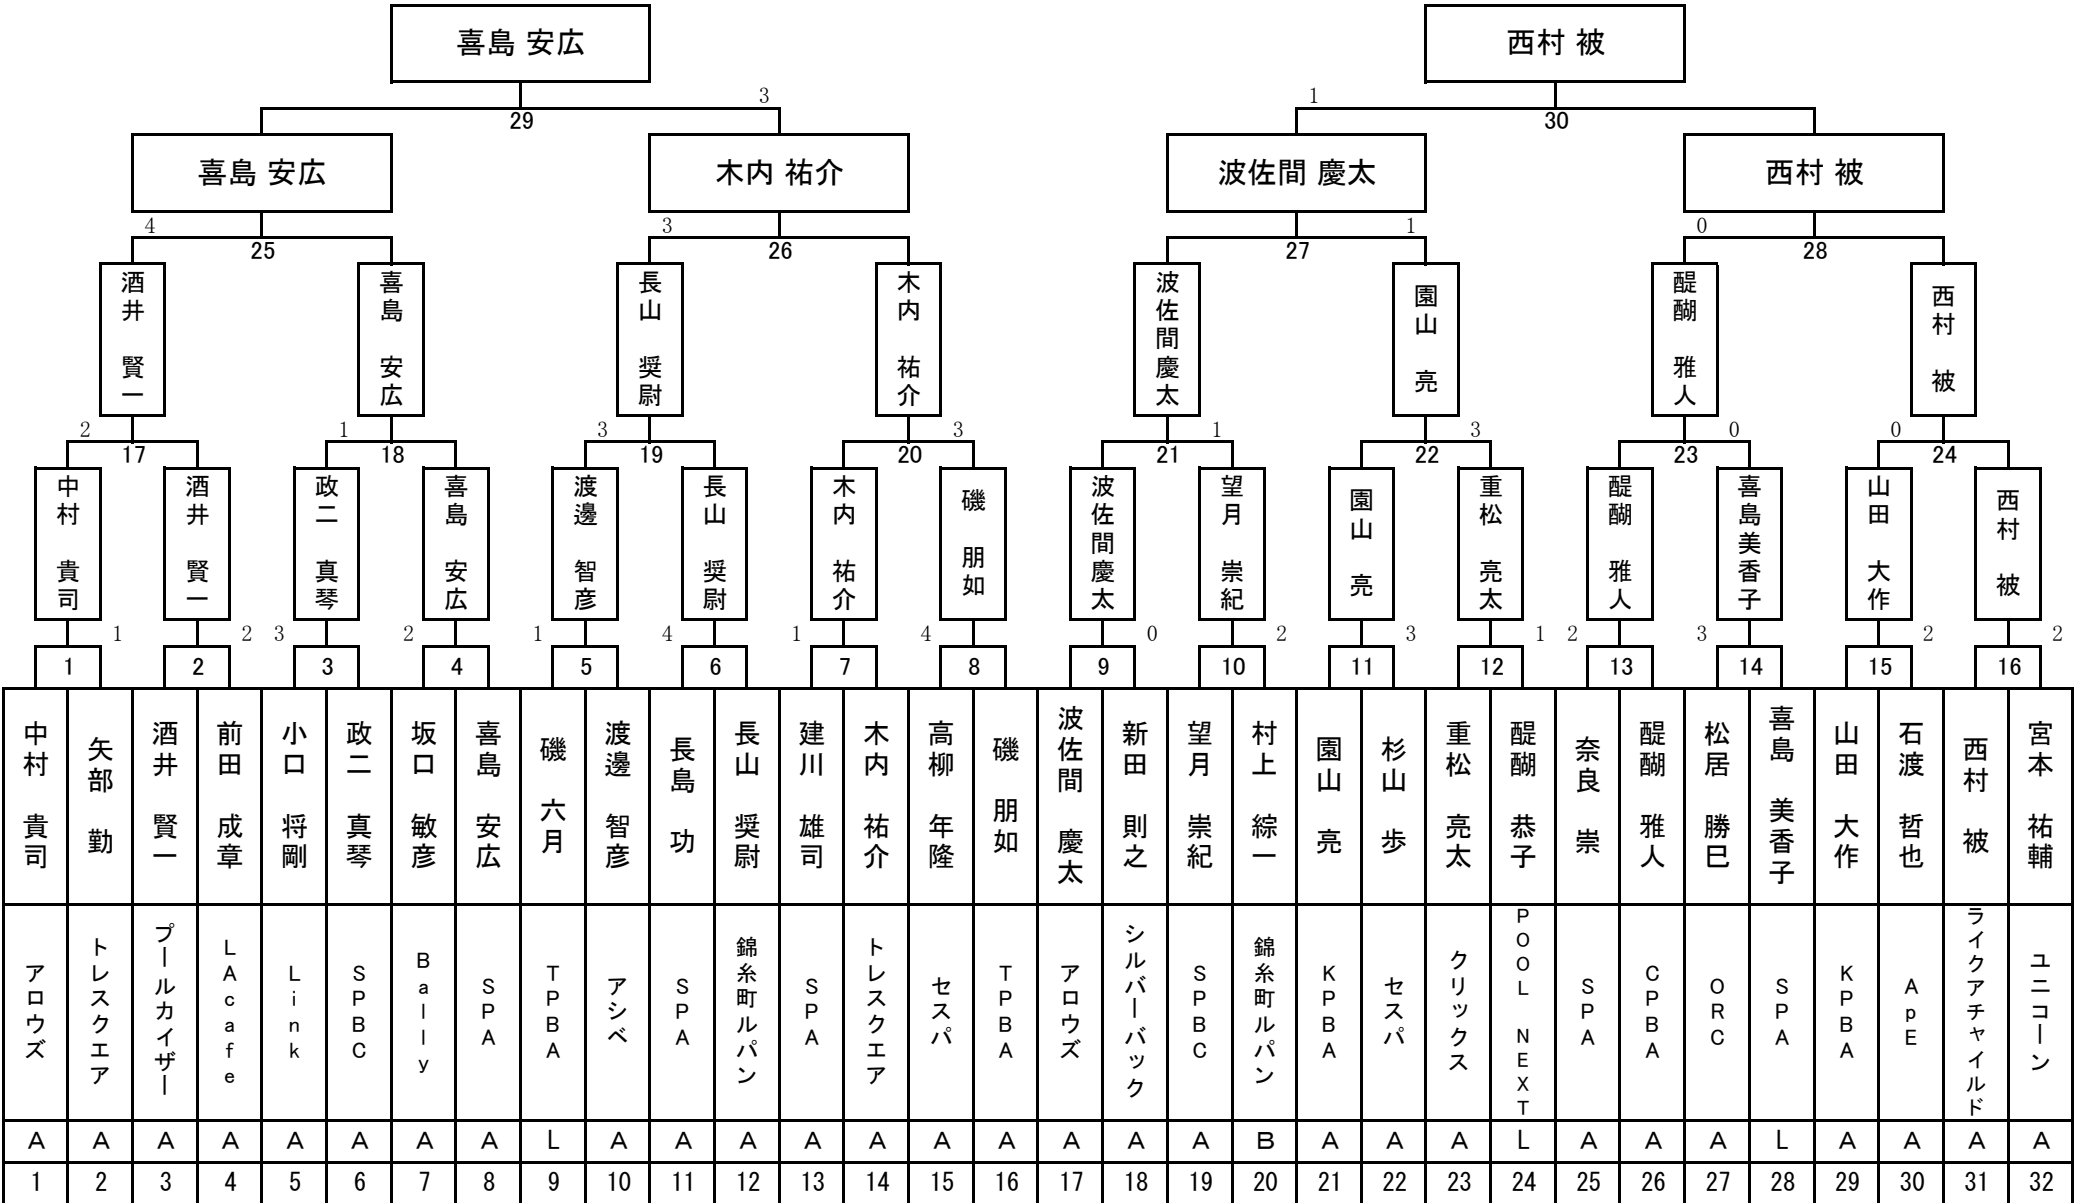 喜島 安広
西村 被
3
1
29
30
喜島 安広
木内 祐介
波佐間 慶太
西村 被
4
3
1
0
25
26
27
28
酒井 賢一
喜島 安広
長山 奨尉
木内 祐介
波佐間慶太
園山 亮
醍醐 雅人
西村 被
2
1
3
3
1
3
0
0
17
18
19
20
21
22
23
24
中村 貴司
酒井 賢一
政二 真琴
喜島 安広
渡邊 智彦
長山 奨尉
木内 祐介
磯 朋如
波佐間慶太
望月 崇紀
園山 亮
重松 亮太
醍醐 雅人
喜島美香子
山田 大作
西村 被
1
2
3
2
1
4
1
4
0
2
3
1
2
3
2
2
1
2
3
4
5
6
7
8
9
10
11
12
13
14
15
16
中村 貴司
矢部 勤
酒井 賢一
前田 成章
小口 将剛
政二 真琴
坂口 敏彦
喜島 安広
磯 六月
渡邊 智彦
長島 功
長山 奨尉
建川 雄司
木内 祐介
高柳 年隆
磯 朋如
波佐間 慶太
新田 則之
望月 崇紀
村上 綜一
園山 亮
杉山 歩
重松 亮太
醍醐 恭子
奈良 崇
醍醐 雅人
松居 勝巳
喜島 美香子
山田 大作
石渡 哲也
西村 被
宮本 祐輔
アロウズ
トレスクエア
プールカイザー
LAcafe
Link
SPBC
Bally
SPA
TPBA
アシベ
SPA
錦糸町ルパン
SPA
トレスクエア
セスパ
TPBA
アロウズ
シルバーバック
SPBC
錦糸町ルパン
KPBA
セスパ
クリックス
POOL NEXT
SPA
CPBA
ORC
SPA
KPBA
ApE
ライクアチャイルド
ユニコーン
A
A
A
A
A
A
A
A
L
A
A
A
A
A
A
A
A
A
A
B
A
A
A
L
A
A
A
L
A
A
A
A
1
2
3
4
5
6
7
8
9
10
11
12
13
14
15
16
17
18
19
20
21
22
23
24
25
26
27
28
29
30
31
32